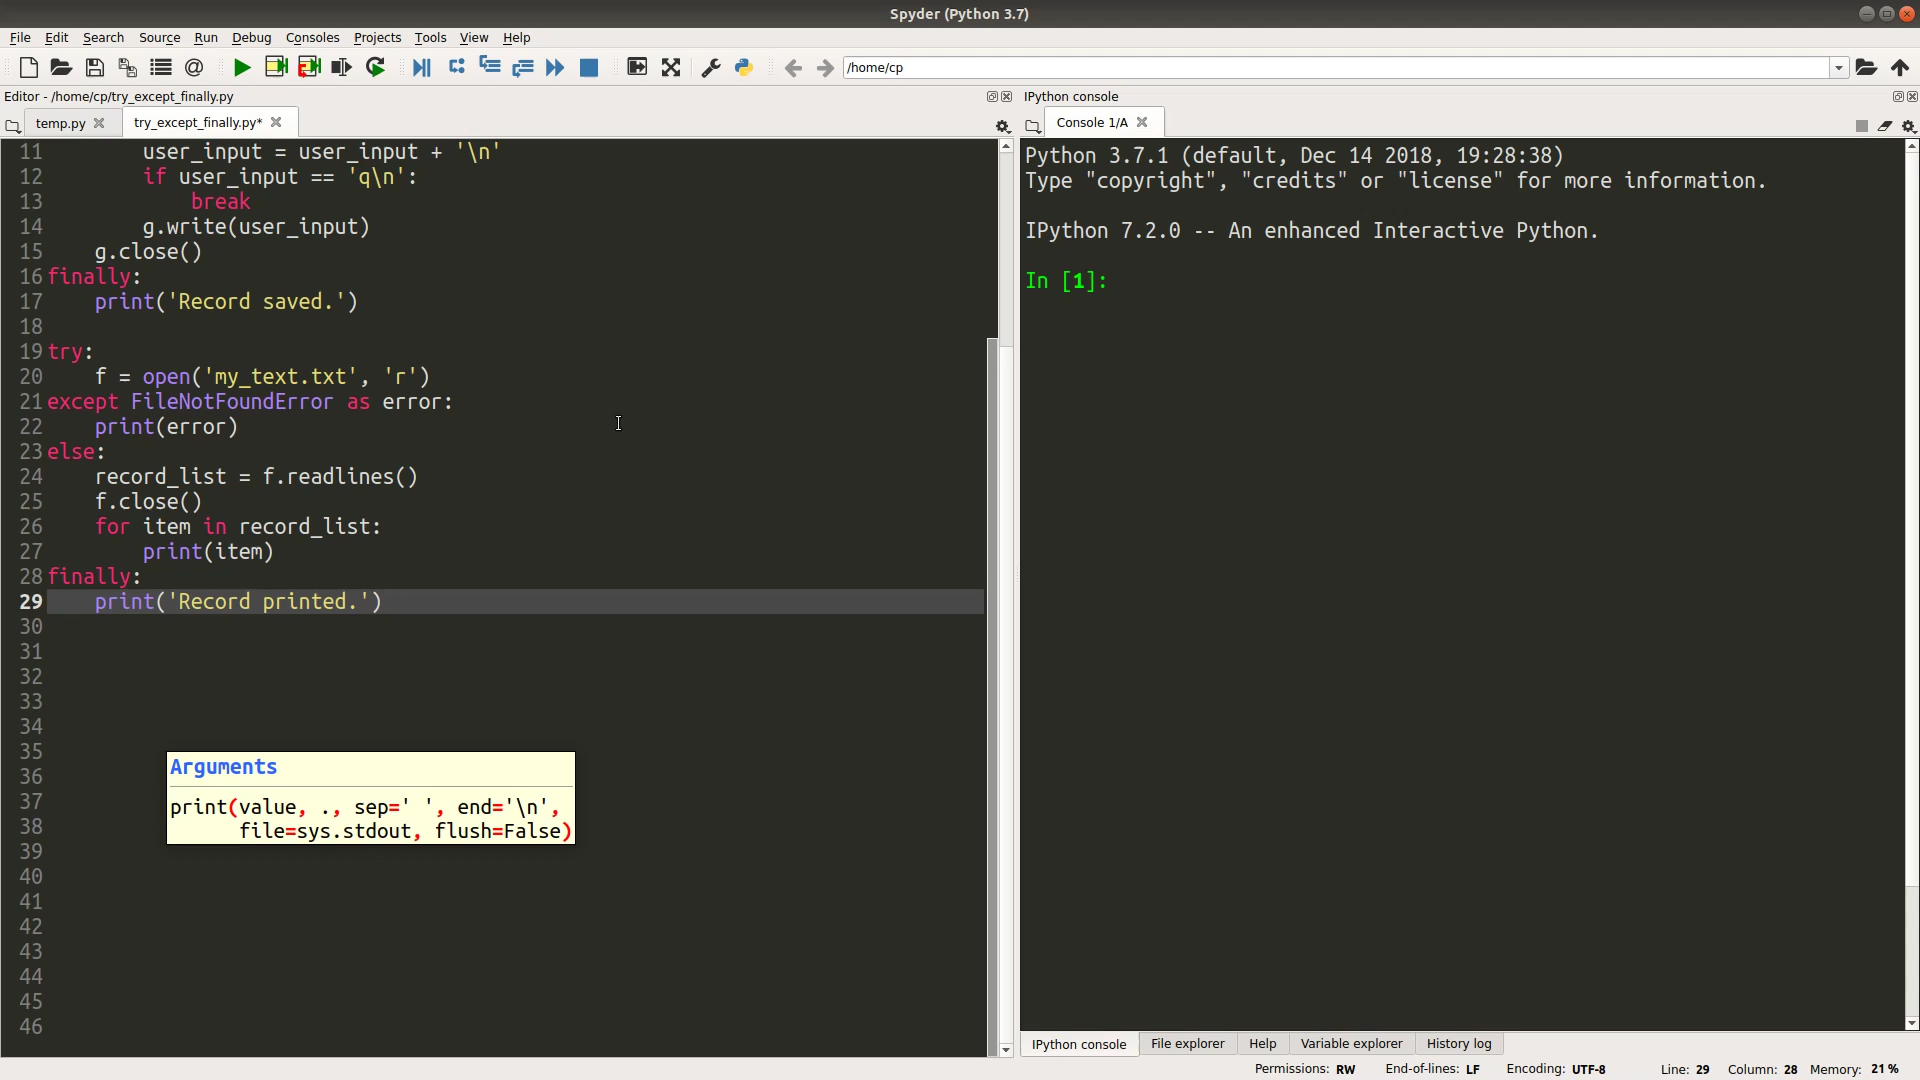 Spyder (Python 3.7)
File Edit Search Source Run Debug Consoles Projects Tools View Help
/home/cp
Editor - /home/cp/try_except_finally.py
temp.py
try_except_finally.py*
11 user_input = user_input + '\n'
12 if user_input == 'q\n':
13 break
14 g.write(user_input)
15 g.close()
16 finally:
17 print('Record saved.')
18
19 try:
20 f = open('my_text.txt', 'r')
21 except FileNotFoundError as error:
22 print(error)
23 else:
24 record_list = f.readlines()
25 f.close()
26 for item in record_list:
27 print(item)
28 finally:
29 print('Record printed.')
30
31
32
33
34
35
36
37
38
39
40
41
42
43
44
45
46
Arguments
print(value, ., sep=' ', end='\n',
file=sys.stdout, flush=False)
IPython console
Console 1/A
Python 3.7.1 (default, Dec 14 2018, 19:28:38)
Type "copyright", "credits" or "license" for more information.
IPython 7.2.0 -- An enhanced Interactive Python.
In [1]:
IPython console File explorer Help Variable explorer History log
Permissions: RW End-of-lines: LF Encoding: UTF-8 Line: 29 Column: 28 Memory: 21 %